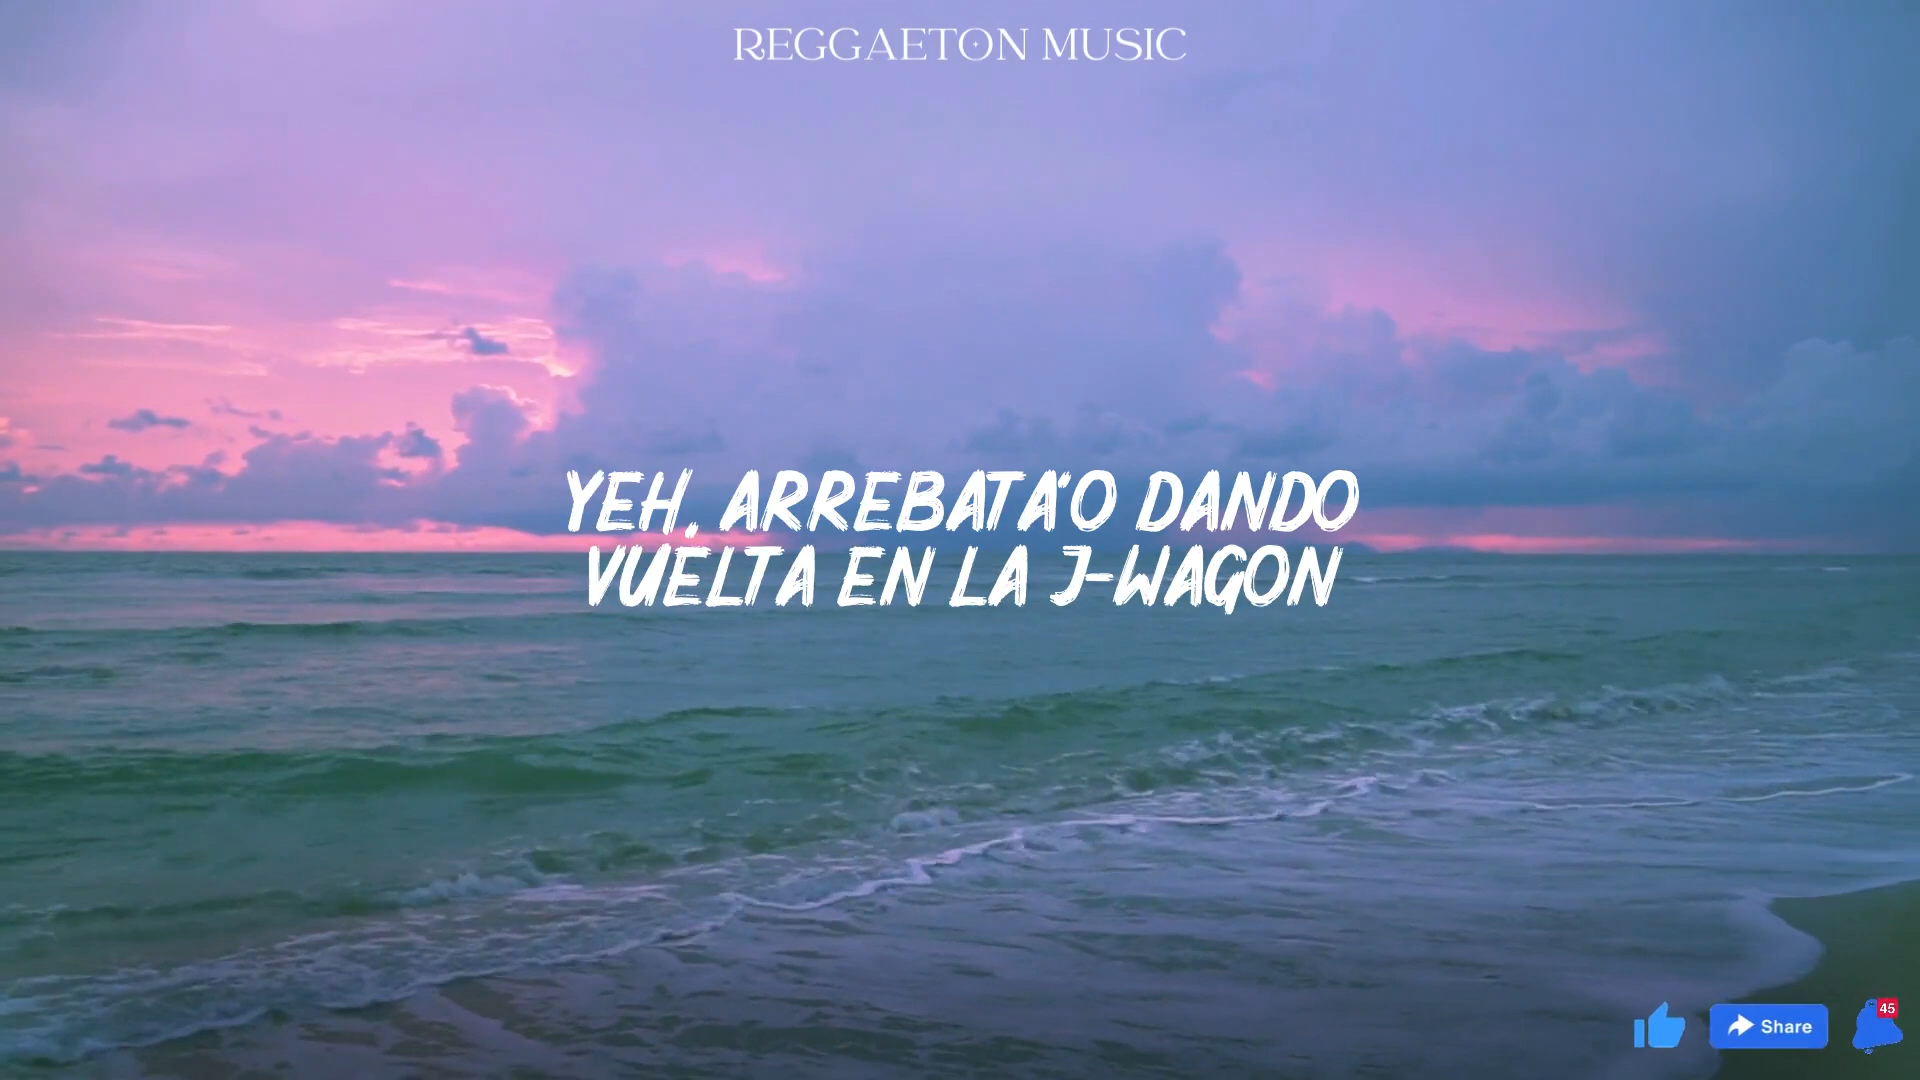 REGGAETON MUSIC
YEH, ARREBATA'O DANDO
VUELTA EN LA J-WAGON
Share
45